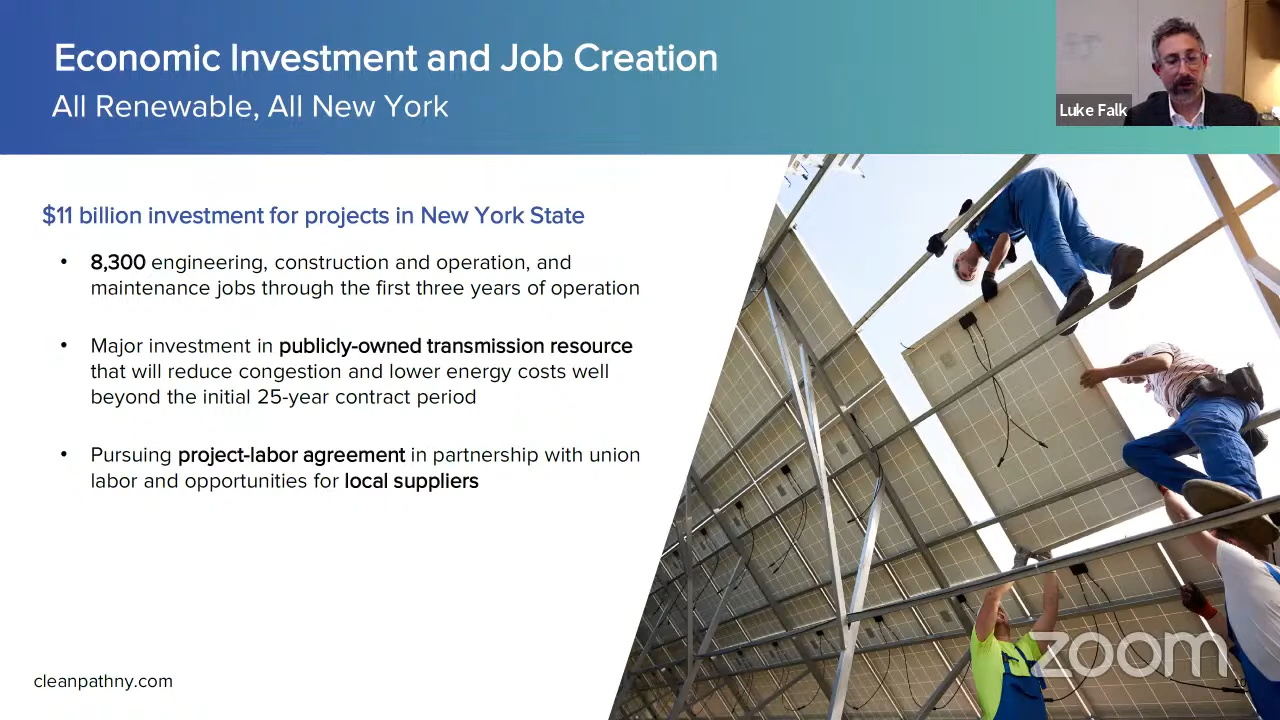 Economic Investment and Job Creation
All Renewable, All New York
Luke Falk
$11 billion investment for projects in New York State
• 8,300 engineering, construction and operation, and
maintenance jobs through the first three years of operation
• Major investment in publicly-owned transmission resource
that will reduce congestion and lower energy costs well
beyond the initial 25-year contract period
• Pursuing project-labor agreement in partnership with union
labor and opportunities for local suppliers
cleanpathny.com
zoom